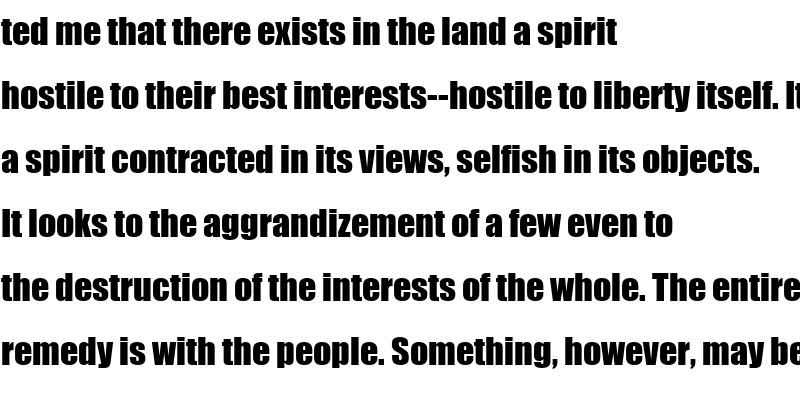 ted me that there exists in the land a spirit
hostile to their best interests--hostile to liberty itself. It
a spirit contracted in its views, selfish in its objects.
It looks to the aggrandizement of a few even to
the destruction of the interests of the whole. The entire
remedy is with the people. Something, however, may be